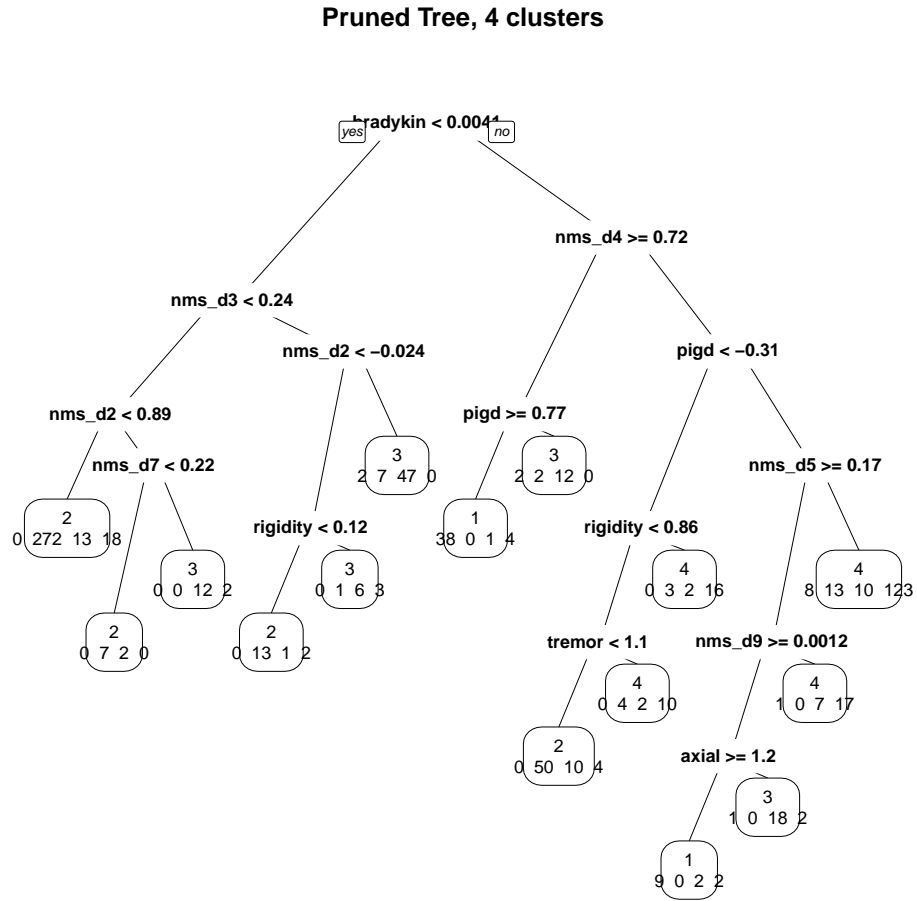 Pruned Tree, 4 clusters
bradykin < 0.0041
yes
no
nms_d4 >= 0.72
nms_d3 < 0.24
nms_d2 < −0.024
pigd < −0.31
nms_d2 < 0.89
pigd >= 0.77
nms_d7 < 0.22
3
2 7 47 0
3
2 2 12 0
nms_d5 >= 0.17
2
0 272 13 18
rigidity < 0.12
1
38 0 1 4
rigidity < 0.86
3
0 0 12 2
3
0 1 6 3
4
0 3 2 16
4
8 13 10 123
2
0 7 2 0
2
0 13 1 2
tremor < 1.1
nms_d9 >= 0.0012
4
0 4 2 10
4
1 0 7 17
2
0 50 10 4
axial >= 1.2
3
1 0 18 2
1
9 0 2 2